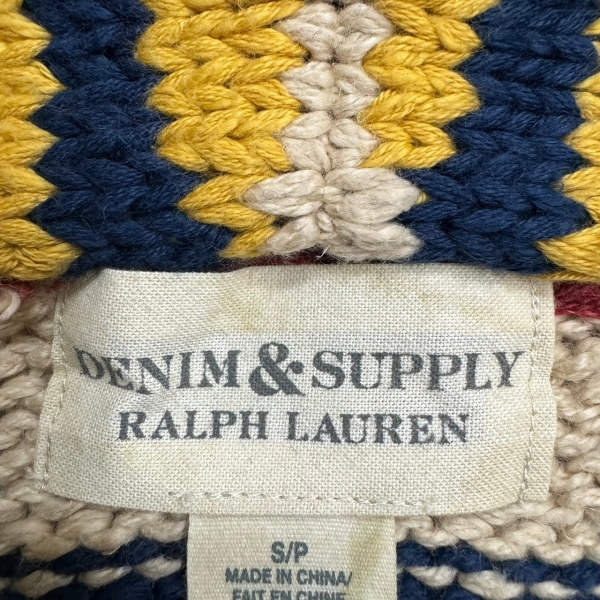 DENIM & SUPPLY
RALPH LAUREN
S/P
MADE IN CHINA/
FAIT EN CHINE